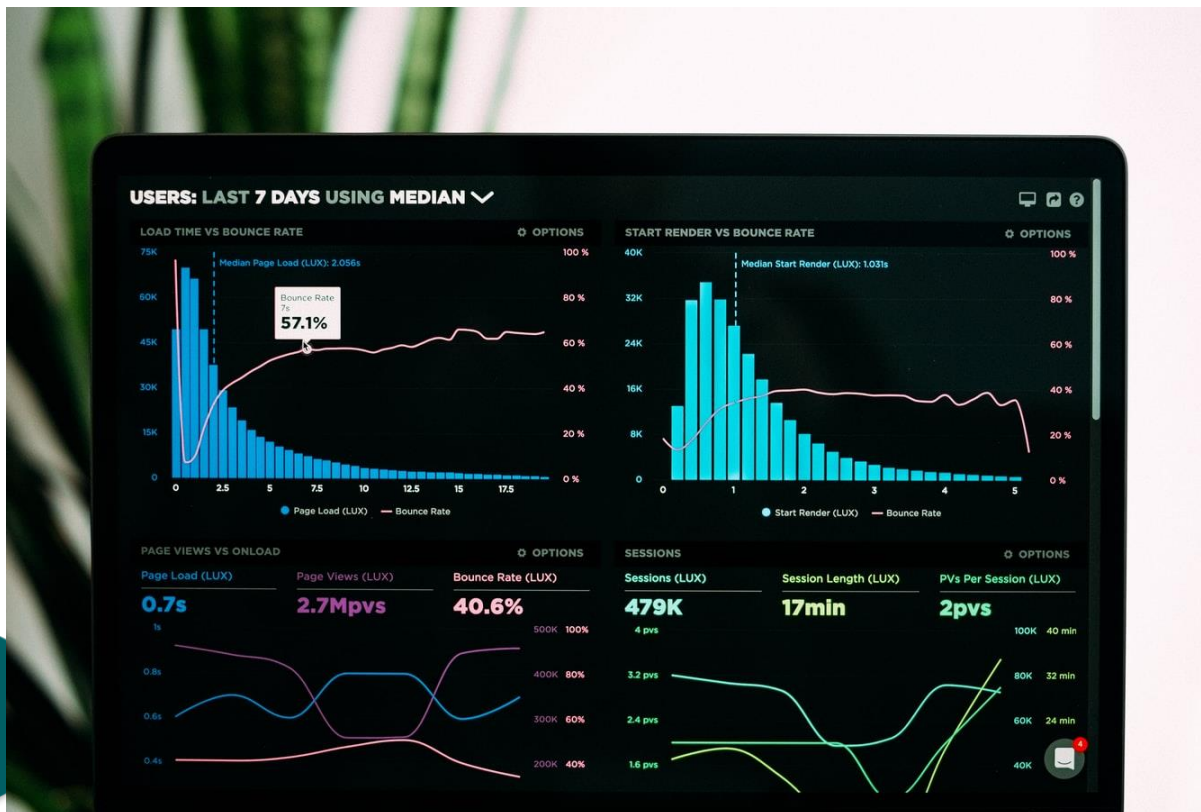 USERS: LAST 7 DAYS USING MEDIAN
LOAD TIME VS BOUNCE RATE
OPTIONS
75K
100 %
Median Page Load (LUX): 2.056s
60K
80 %
Bounce Rate
7s
57.1%
45K
60 %
30K
40 %
15K
20 %
0
0 %
0 2.5 5 7.5 10 12.5 15 17.5
Page Load (LUX) Bounce Rate
START RENDER VS BOUNCE RATE
OPTIONS
40K
100 %
Median Start Render (LUX): 1.031s
32K
80 %
24K
60 %
16K
40 %
8K
20 %
0
0 %
0 1 2 3 4 5
Start Render (LUX) Bounce Rate
PAGE VIEWS VS ONLOAD
OPTIONS
Page Load (LUX) Page Views (LUX) Bounce Rate (LUX)
0.7s 2.7Mpvs 40.6%
1s 500K 100%
0.8s 400K 80%
0.6s 300K 60%
0.4s 200K 40%
SESSIONS
OPTIONS
Sessions (LUX) Session Length (LUX) PVs Per Session (LUX)
479K 17min 2pvs
4 pvs 100K 40 min
3.2 pvs 80K 32 min
2.4 pvs 60K 24 min
1.6 pvs 40K
4